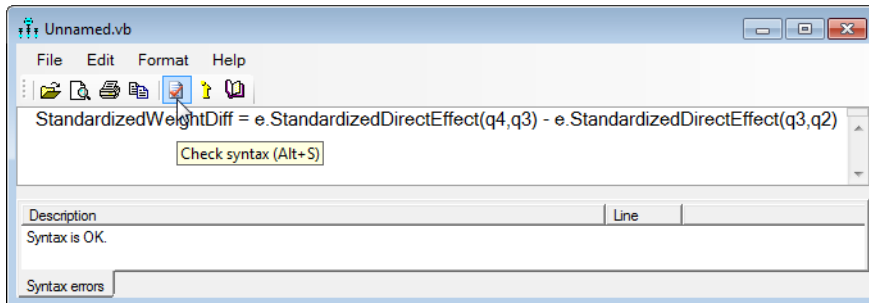 Unnamed.vb
File Edit Format Help
StandardizedWeightDiff = e.StandardizedDirectEffect(q4,q3) - e.StandardizedDirectEffect(q3,q2)
Check syntax (Alt+S)
Description Line
Syntax is OK.
Syntax errors